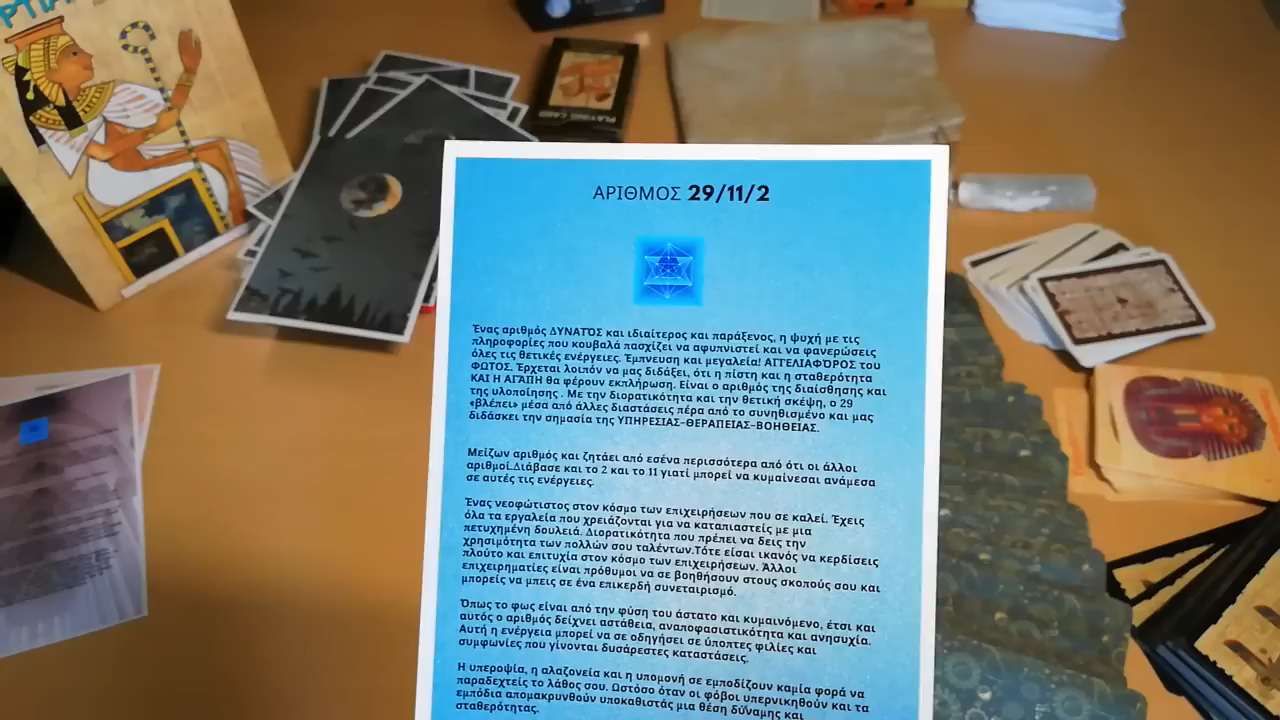 ΑΡΙΘΜΟΣ 29/11/2
Ένας αριθμός ΔΥΝΑΤΌΣ και ιδιαίτερος και παράξενος, η ψυχή με τις
πληροφορίες που κουβαλά πασχίζει να αφυπνιστεί και να φανερώσεις
όλες τις θετικές ενέργειες. Έμπνευση και μεγαλεία! ΑΓΓΕΛΙΑΦΌΡΟΣ του
ΦΩΤΟΣ. Έρχεται λοιπόν να μας διδάξει, ότι η πίστη και η σταθερότητα
ΚΑΙ Η ΑΓΑΠΗ θα φέρουν εκπλήρωση. Είναι ο αριθμός της διαίσθησης και
της υλοποίησης . Με την διορατικότητα και την θετική σκέψη, ο 29
«βλέπει» μέσα από άλλες διαστάσεις πέρα από το συνηθισμένο και μας
διδάσκει την σημασία της ΥΠΗΡΕΣΙΑΣ-ΘΕΡΑΠΕΙΑΣ-ΒΟΗΘΕΙΑΣ.
Μείζων αριθμός και ζητάει από εσένα περισσότερα από ότι οι άλλοι
αριθμοί.Διάβασε και το 2 και το 11 γιατί μπορεί να κυμαίνεσαι ανάμεσα
σε αυτές τις ενέργειες.
Ένας νεοφώτιστος στον κόσμο των επιχειρήσεων που σε καλεί. Έχεις
όλα τα εργαλεία που χρειάζονται για να καταπιαστείς με μια
πετυχημένη δουλειά. Διορατικότητα που πρέπει να δεις την
χρησιμότητα των πολλών σου ταλέντων.Τότε είσαι ικανός να κερδίσεις
πλούτο και επιτυχία στον κόσμο των επιχειρήσεων. Άλλοι
επιχειρηματίες είναι πρόθυμοι να σε βοηθήσουν στους σκοπούς σου και
μπορείς να μπεις σε ένα επικερδή συνεταιρισμό.
Όπως το φως είναι από την φύση του άστατο και κυμαινόμενο, έτσι και
αυτός ο αριθμός δείχνει αστάθεια, αναποφασιστικότητα και ανησυχία.
Αυτή η ενέργεια μπορεί να σε οδηγήσει σε ύποπτες φιλίες και
συμφωνίες που γίνονται δυσάρεστες καταστάσεις.
Η υπεροψία, η αλαζονεία και η υπομονή σε εμποδίζουν καμία φορά να
παραδεχτείς το λάθος σου. Ωστόσο όταν οι φόβοι υπερνικηθούν και τα
εμπόδια απομακρυνθούν υποκαθιστάς μια θέση δύναμης και
σταθερότητας.
PLAYING CARD